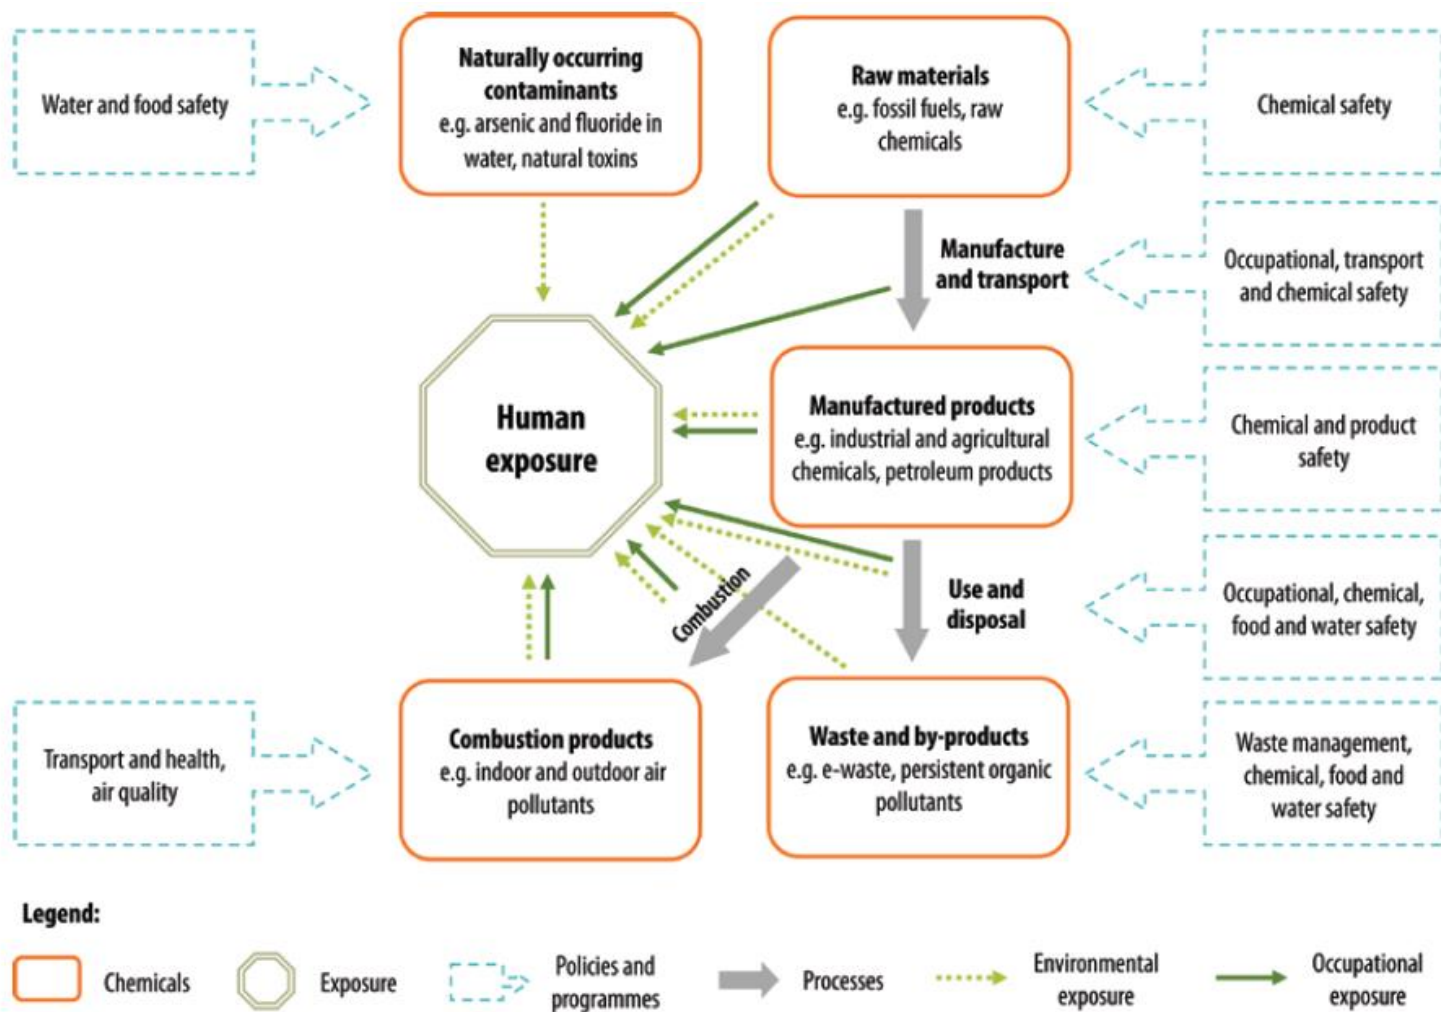 Water and food safety
Naturally occurring
contaminants
e.g. arsenic and fluoride in
water, natural toxins
Raw materials
e.g. fossil fuels, raw
chemicals
Chemical safety
Manufacture
and transport
Occupational, transport
and chemical safety
Human
exposure
Manufactured products
e.g. industrial and agricultural
chemicals, petroleum products
Chemical and product
safety
Combustion
Use and
disposal
Occupational, chemical,
food and water safety
Transport and health,
air quality
Combustion products
e.g. indoor and outdoor air
pollutants
Waste and by-products
e.g. e-waste, persistent organic
pollutants
Waste management,
chemical, food and
water safety
Legend:
Chemicals
Exposure
Policies and
programmes
Processes
Environmental
exposure
Occupational
exposure